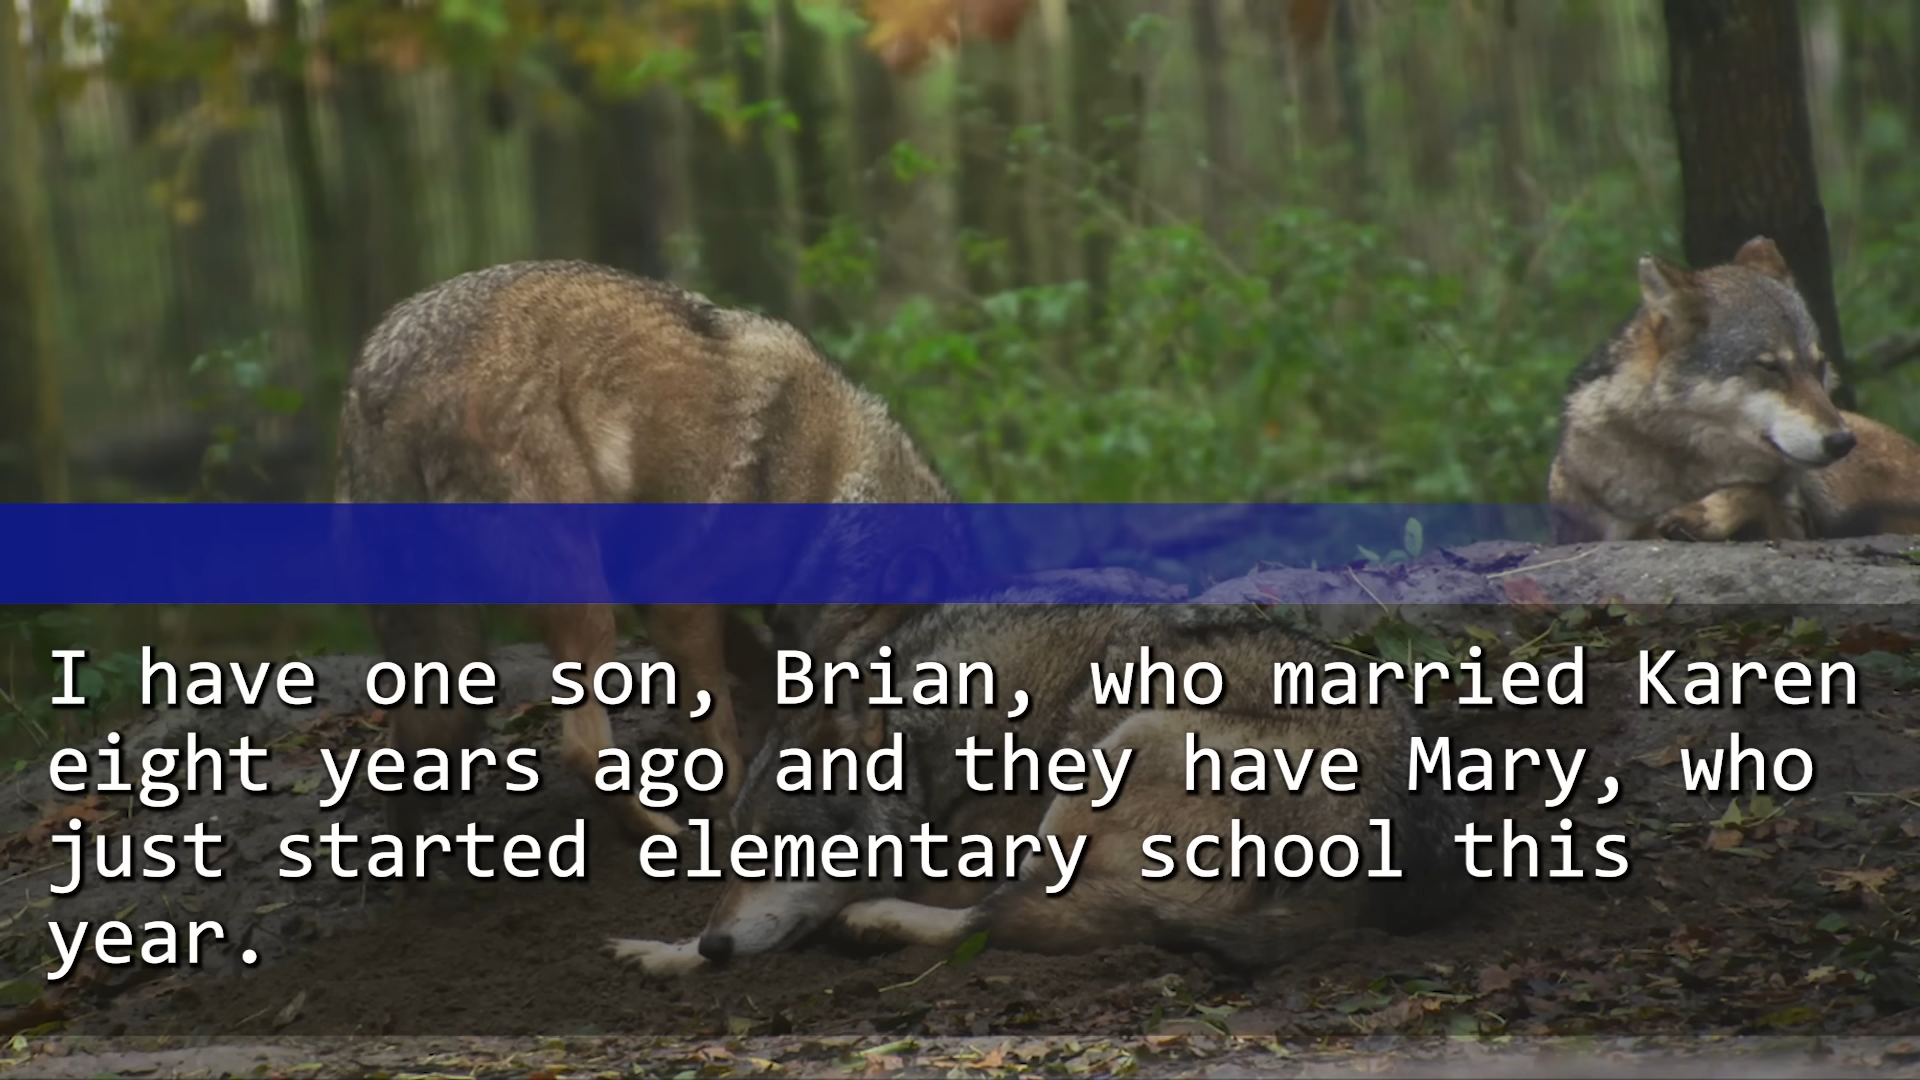 I have one son, Brian, who married Karen
eight years ago and they have Mary, who
just started elementary school this
year.